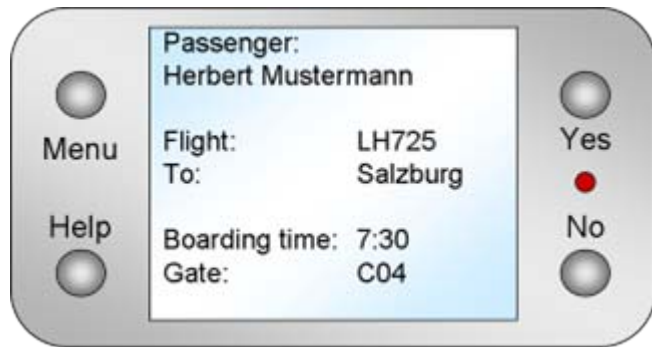 Passenger:
Herbert Mustermann
Flight: LH725
To: Salzburg
Boarding time: 7:30
Gate: C04
Menu
Help
Yes
No